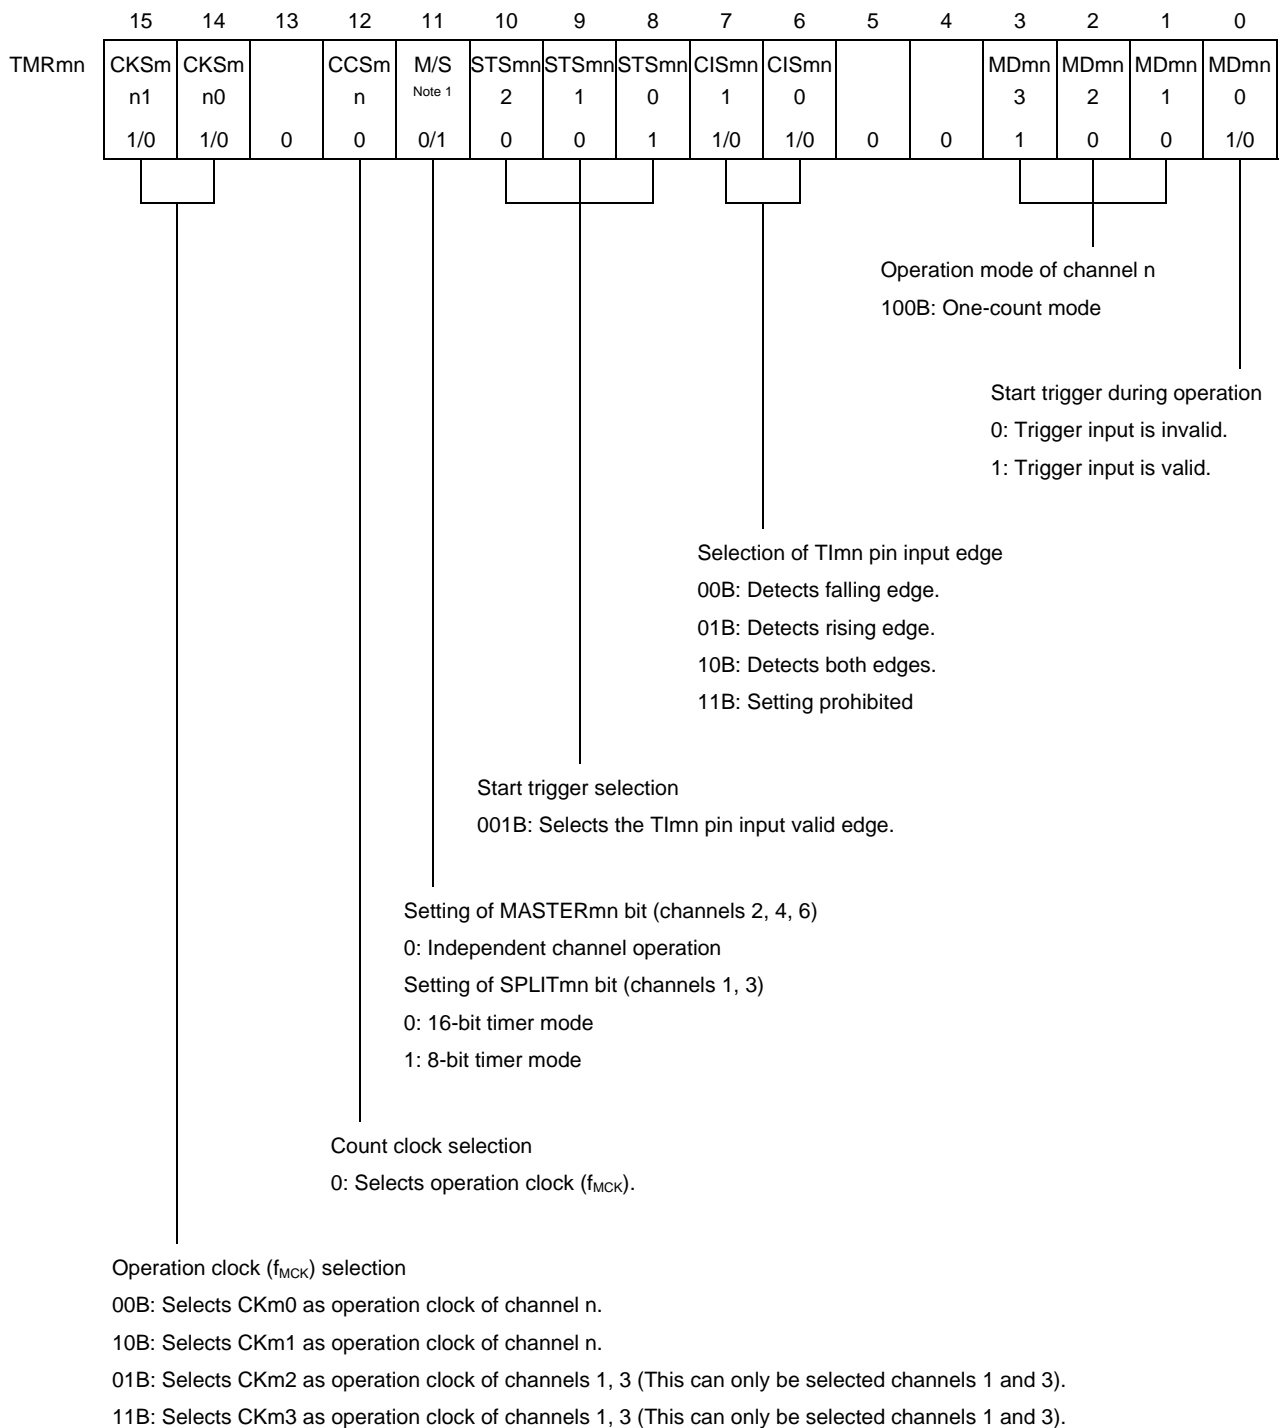 15 14 13 12 11 10 9 8 7 6 5 4 3 2 1 0
TMRmn CKSm CKSm CCSm M/S STSmn STSmn STSmn CISmn CISmn MDmn MDmn MDmn MDmn
n1 n0 n Note 1 2 1 0 1 0 3 2 1 0
1/0 1/0 0 0 0/1 0 0 1 1/0 1/0 0 0 1 0 0 1/0
Operation mode of channel n
100B: One-count mode
Start trigger during operation
0: Trigger input is invalid.
1: Trigger input is valid.
Selection of TImn pin input edge
00B: Detects falling edge.
01B: Detects rising edge.
10B: Detects both edges.
11B: Setting prohibited
Start trigger selection
001B: Selects the TImn pin input valid edge.
Setting of MASTERmn bit (channels 2, 4, 6)
0: Independent channel operation
Setting of SPLITmn bit (channels 1, 3)
0: 16-bit timer mode
1: 8-bit timer mode
Count clock selection
0: Selects operation clock (fMCK).
Operation clock (fMCK) selection
00B: Selects CKm0 as operation clock of channel n.
10B: Selects CKm1 as operation clock of channel n.
01B: Selects CKm2 as operation clock of channels 1, 3 (This can only be selected channels 1 and 3).
11B: Selects CKm3 as operation clock of channels 1, 3 (This can only be selected channels 1 and 3).